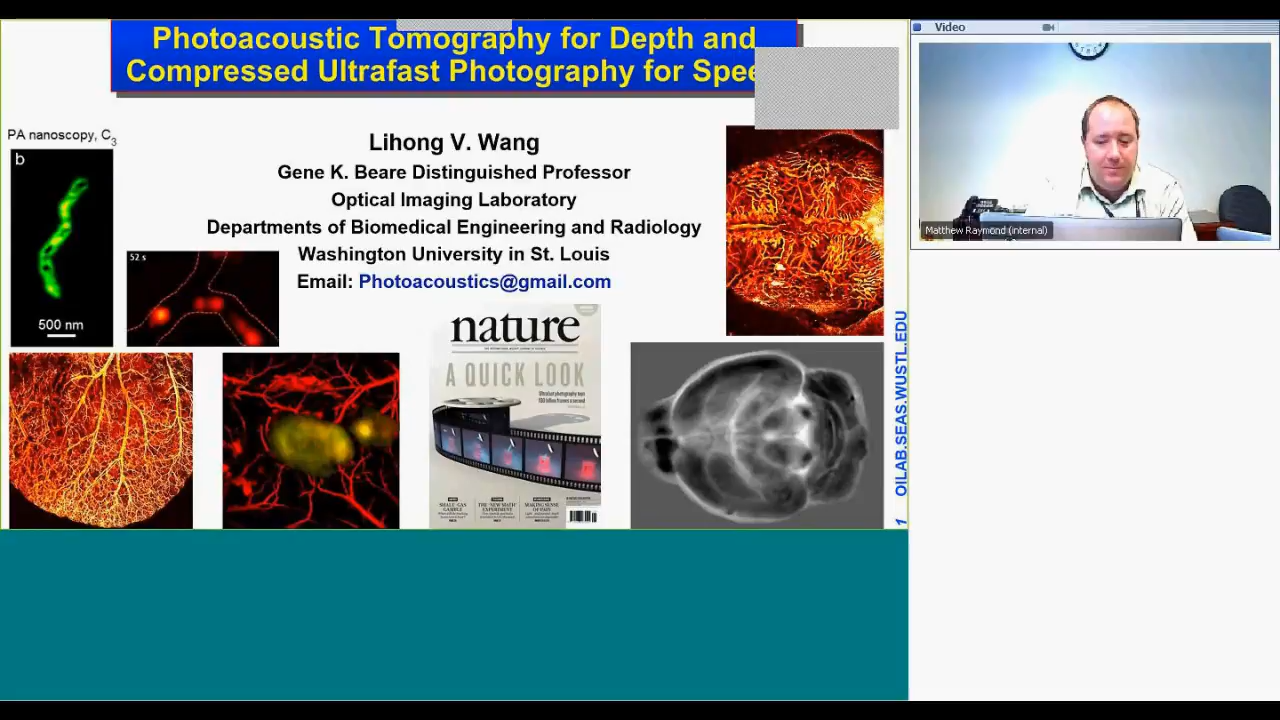 Photoacoustic Tomography for Depth and
Compressed Ultrafast Photography for Spee
Video
PA nanoscopy, C3
b
500 nm
52 s
Lihong V. Wang
Gene K. Beare Distinguished Professor
Optical Imaging Laboratory
Departments of Biomedical Engineering and Radiology
Washington University in St. Louis
Email: Photoacoustics@gmail.com
Matthew Raymond (internal)
nature
A QUICK LOOK
OILAB.SEAS.WUSTL.EDU
1